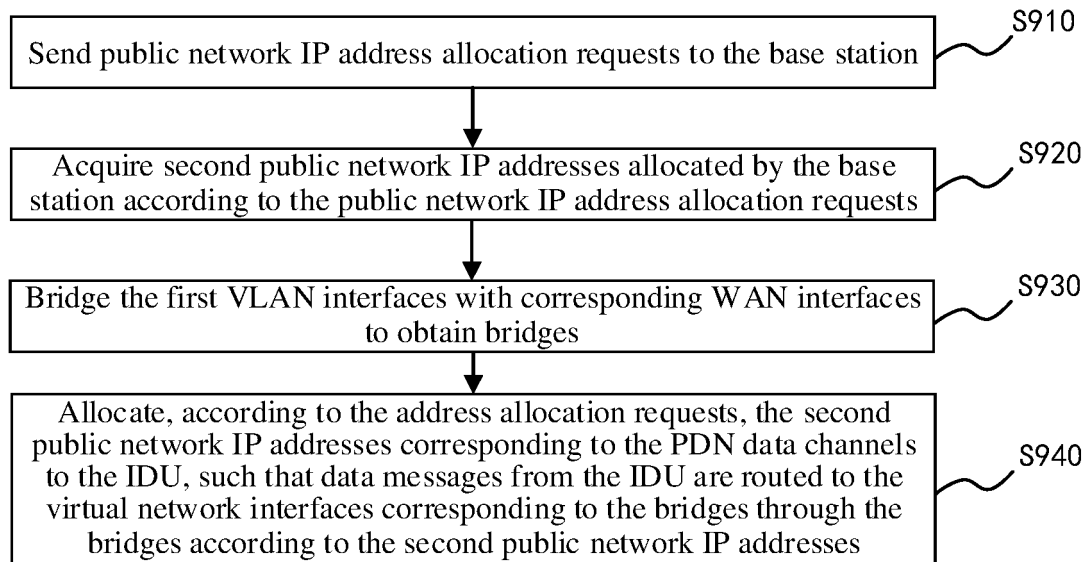 S910
Send public network IP address allocation requests to the base station
S920
Acquire second public network IP addresses allocated by the base
station according to the public network IP address allocation requests
S930
Bridge the first VLAN interfaces with corresponding WAN interfaces
to obtain bridges
S940
Allocate, according to the address allocation requests, the second
public network IP addresses corresponding to the PDN data channels
to the IDU, such that data messages from the IDU are routed to the
virtual network interfaces corresponding to the bridges through the
bridges according to the second public network IP addresses